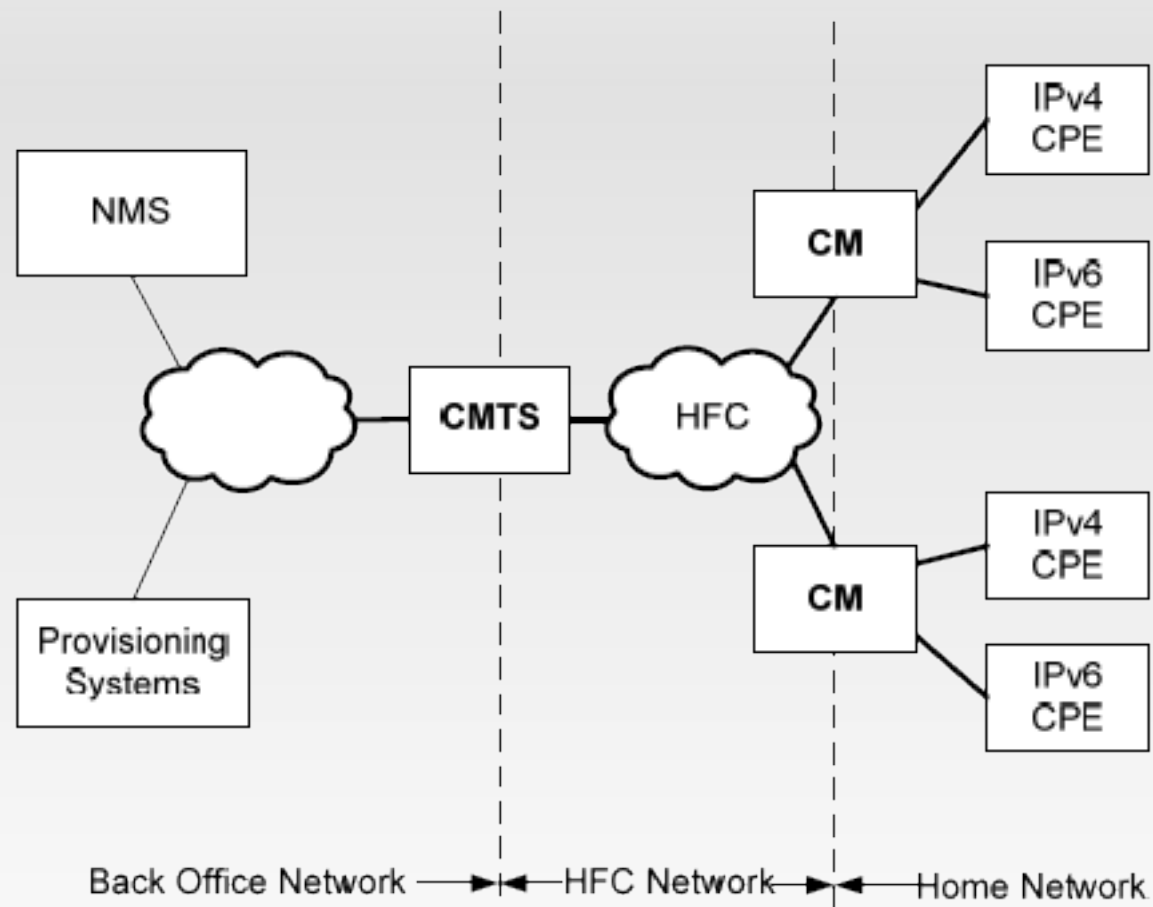 IPv4
CPE
NMS
CM
IPv6
CPE
CMTS
HFC
IPv4
CPE
CM
Provisioning
Systems
IPv6
CPE
Back Office Network
HFC Network
Home Network